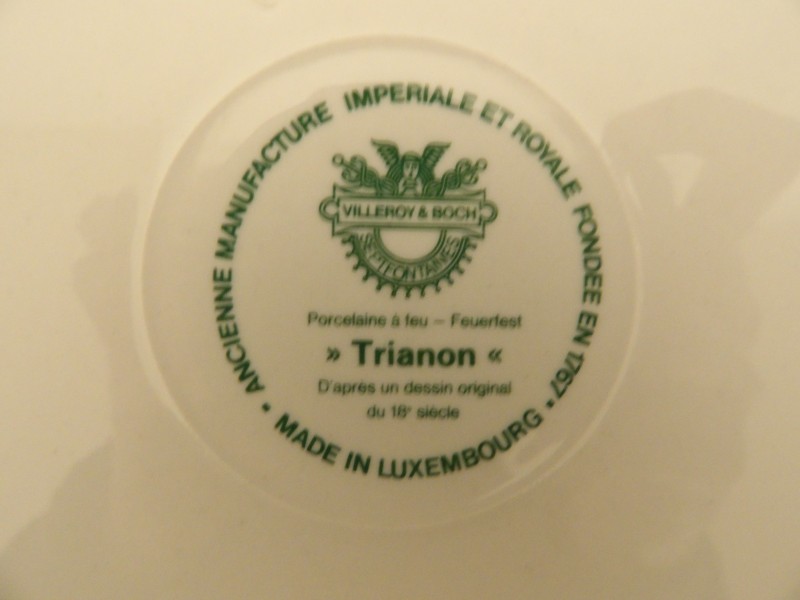 ANCIENNE MANUFACTURE IMPERIALE ET ROYALE FONDEE EN 1767 •
VILLEROY & BOCH
SEPTFONTAINES
Porcelaine à feu – Feuerfest
» Trianon «
D'après un dessin original
du 18e siècle
• MADE IN LUXEMBOURG